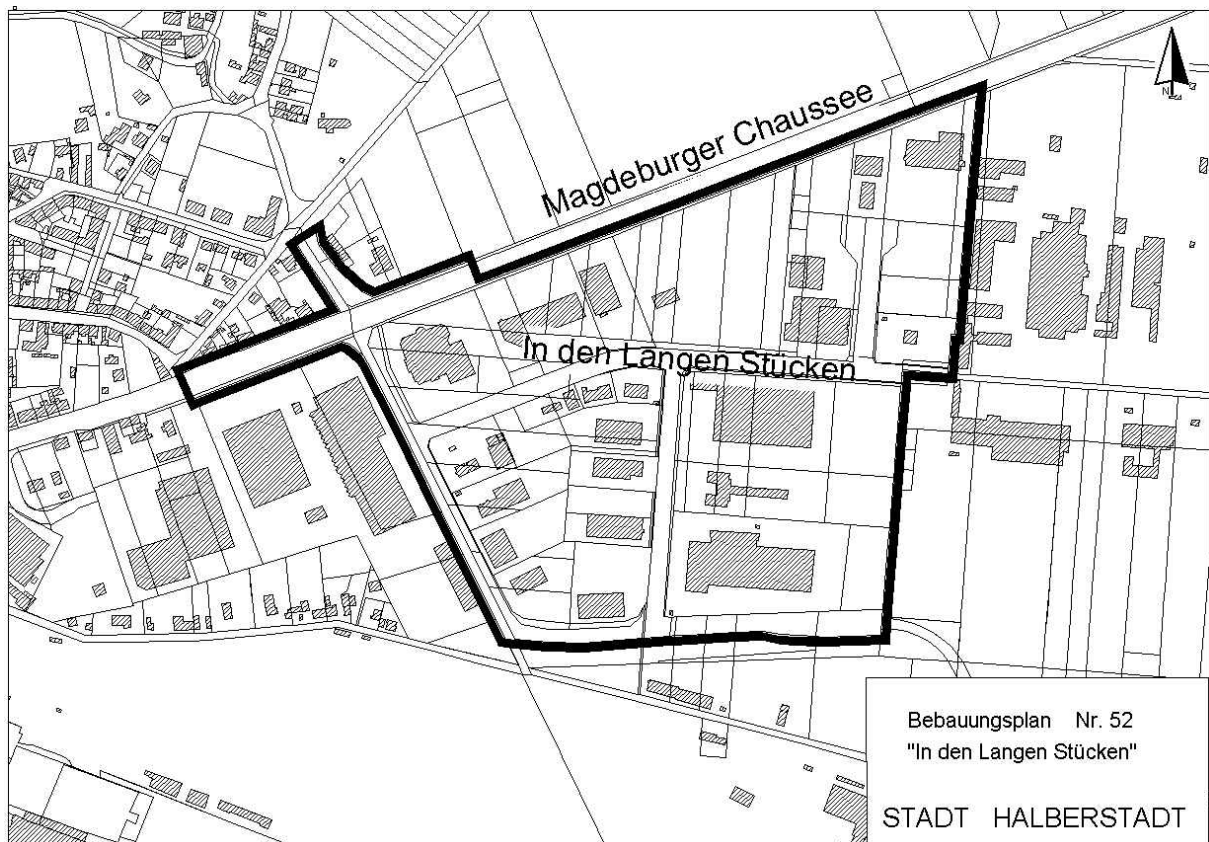 N
Magdeburger Chaussee
In den Langen Stücken
Bebauungsplan Nr. 52
"In den Langen Stücken"
STADT HALBERSTADT